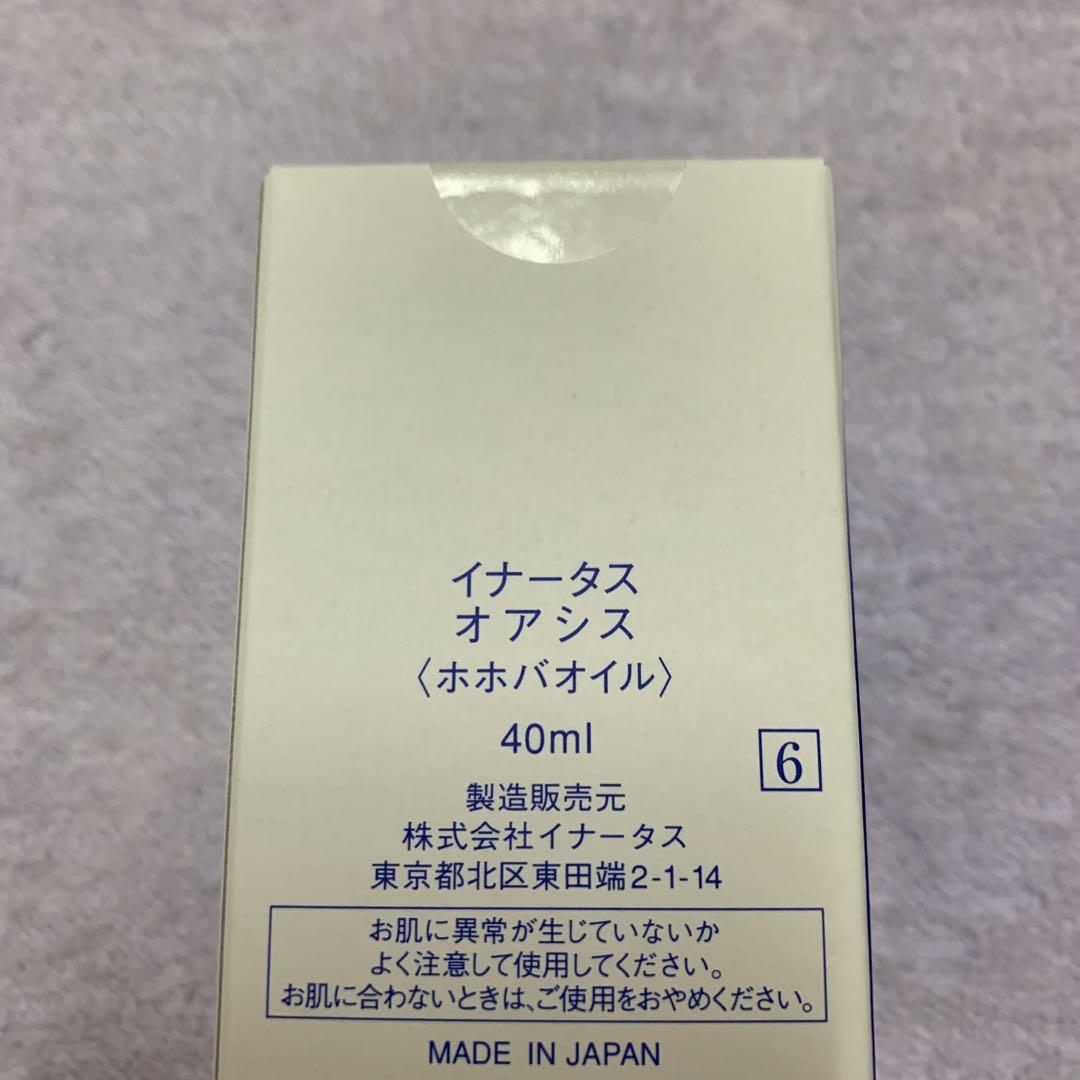 イナータス
オアシス
〈ホホバオイル〉
40ml
6
製造販売元
株式会社イナータス
東京都北区東田端2-1-14
お肌に異常が生じていないか
よく注意して使用してください。
お肌に合わないときは、ご使用をおやめください。
MADE IN JAPAN